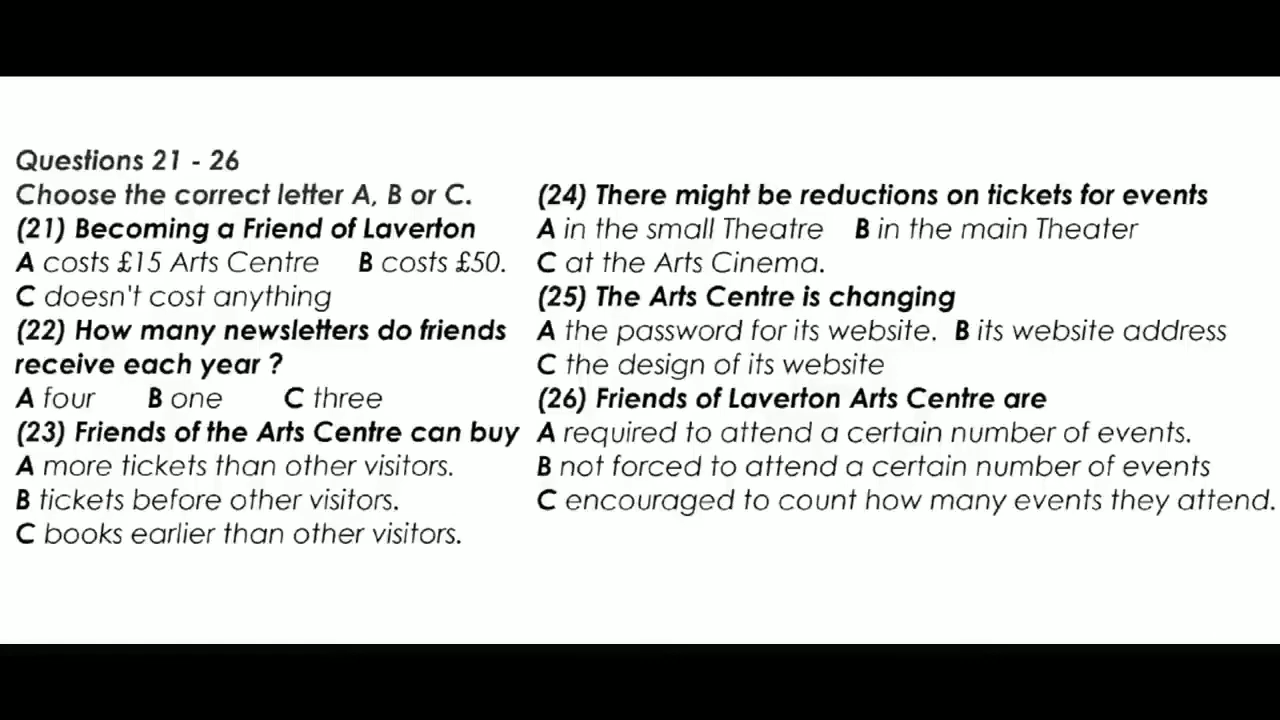 Questions 21 - 26
Choose the correct letter A, B or C.
(21) Becoming a Friend of Laverton
A costs £15 Arts Centre B costs £50.
C doesn't cost anything
(22) How many newsletters do friends
receive each year ?
A four B one C three
(23) Friends of the Arts Centre can buy
A more tickets than other visitors.
B tickets before other visitors.
C books earlier than other visitors.
(24) There might be reductions on tickets for events
A in the small Theatre B in the main Theater
C at the Arts Cinema.
(25) The Arts Centre is changing
A the password for its website. B its website address
C the design of its website
(26) Friends of Laverton Arts Centre are
A required to attend a certain number of events.
B not forced to attend a certain number of events
C encouraged to count how many events they attend.